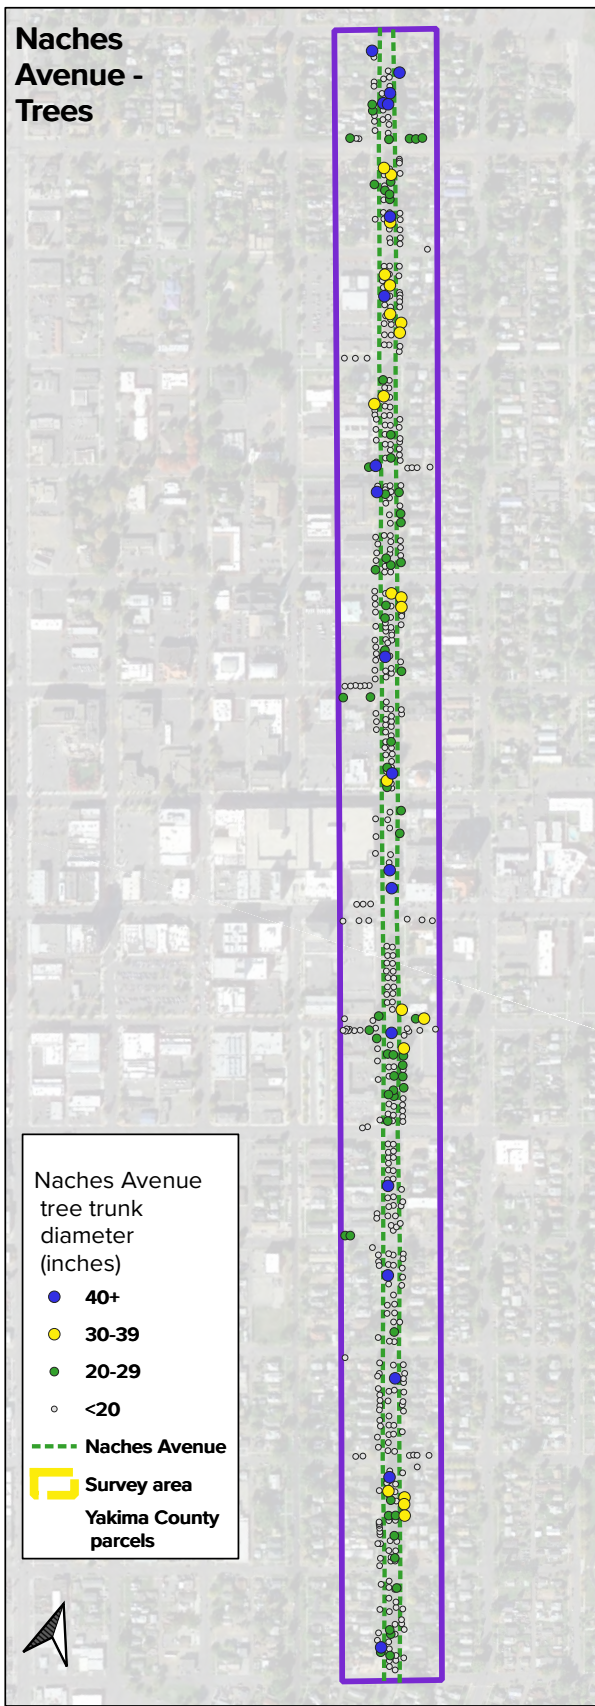 Naches
Avenue -
Trees
Naches Avenue
tree trunk
diameter
(inches)
40+
30-39
20-29
<20
Naches Avenue
Survey area
Yakima County
parcels